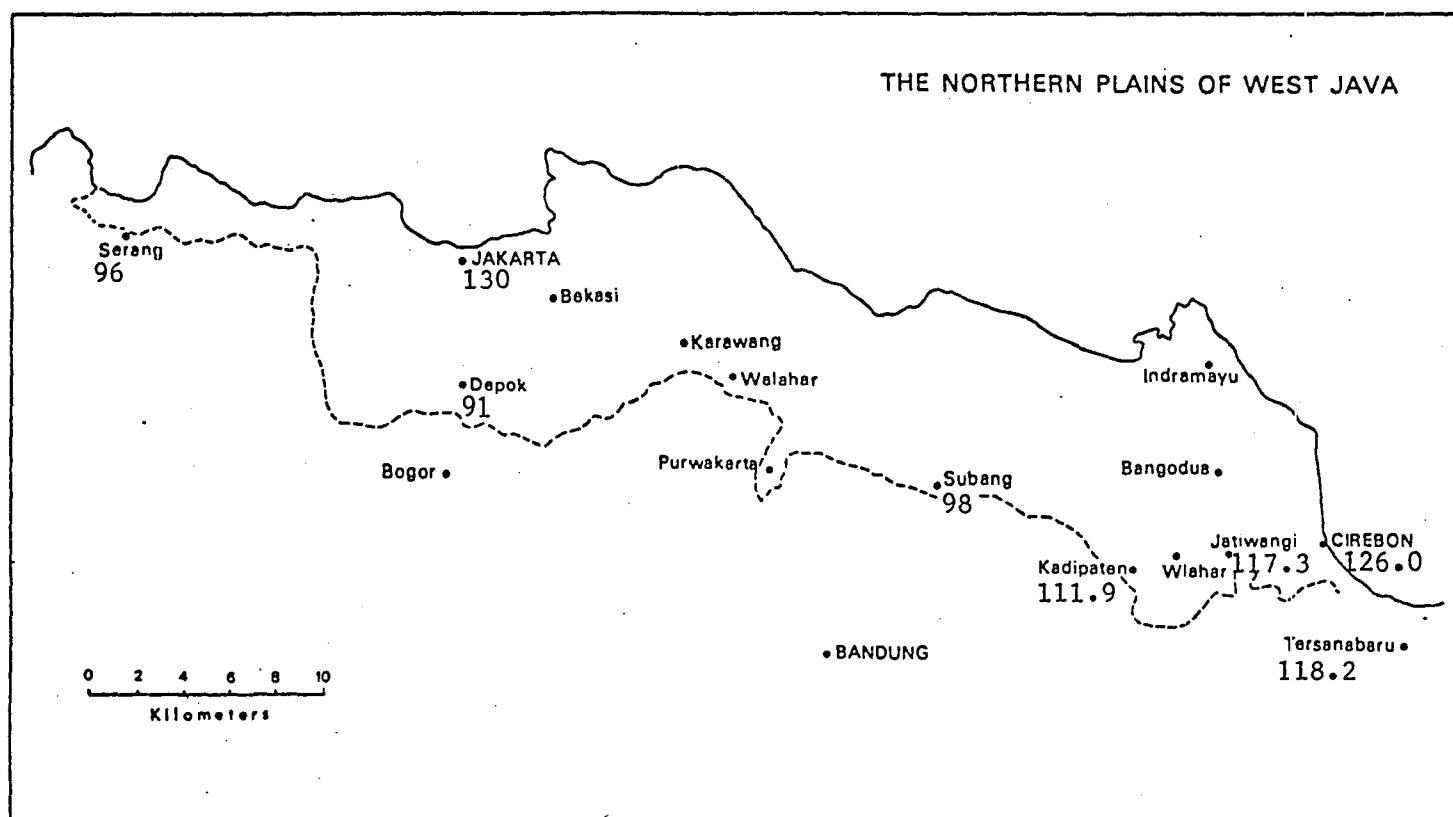 THE NORTHERN PLAINS OF WEST JAVA
Serang
96
JAKARTA
130
Bekasi
Karawang
Walahar
Depok
91
Indramayu
Bogor
Purwakarta
Subang
98
Bangodua
Jatiwangi
117.3
CIREBON
126.0
Kadipaten
111.9
Wlahar
BANDUNG
Tersanabaru
118.2
0 2 4 6 8 10
Kilometers